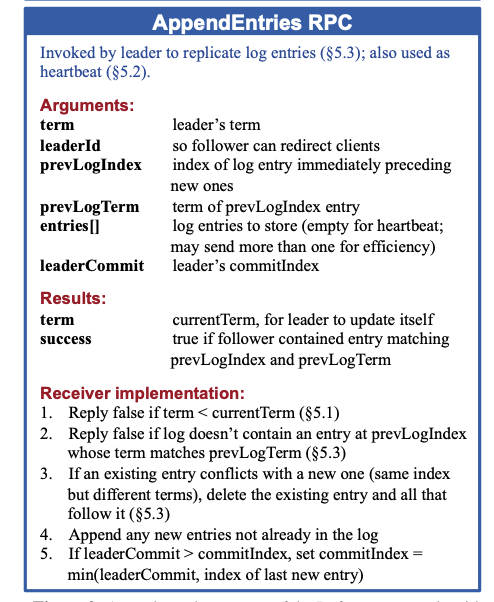 AppendEntries RPC
Invoked by leader to replicate log entries (§5.3); also used as
heartbeat (§5.2).
Arguments:
term leader's term
leaderId so follower can redirect clients
prevLogIndex index of log entry immediately preceding
new ones
prevLogTerm term of prevLogIndex entry
entries[] log entries to store (empty for heartbeat;
may send more than one for efficiency)
leaderCommit leader's commitIndex
Results:
term currentTerm, for leader to update itself
success true if follower contained entry matching
prevLogIndex and prevLogTerm
Receiver implementation:
1. Reply false if term < currentTerm (§5.1)
2. Reply false if log doesn't contain an entry at prevLogIndex
whose term matches prevLogTerm (§5.3)
3. If an existing entry conflicts with a new one (same index
but different terms), delete the existing entry and all that
follow it (§5.3)
4. Append any new entries not already in the log
5. If leaderCommit > commitIndex, set commitIndex =
min(leaderCommit, index of last new entry)